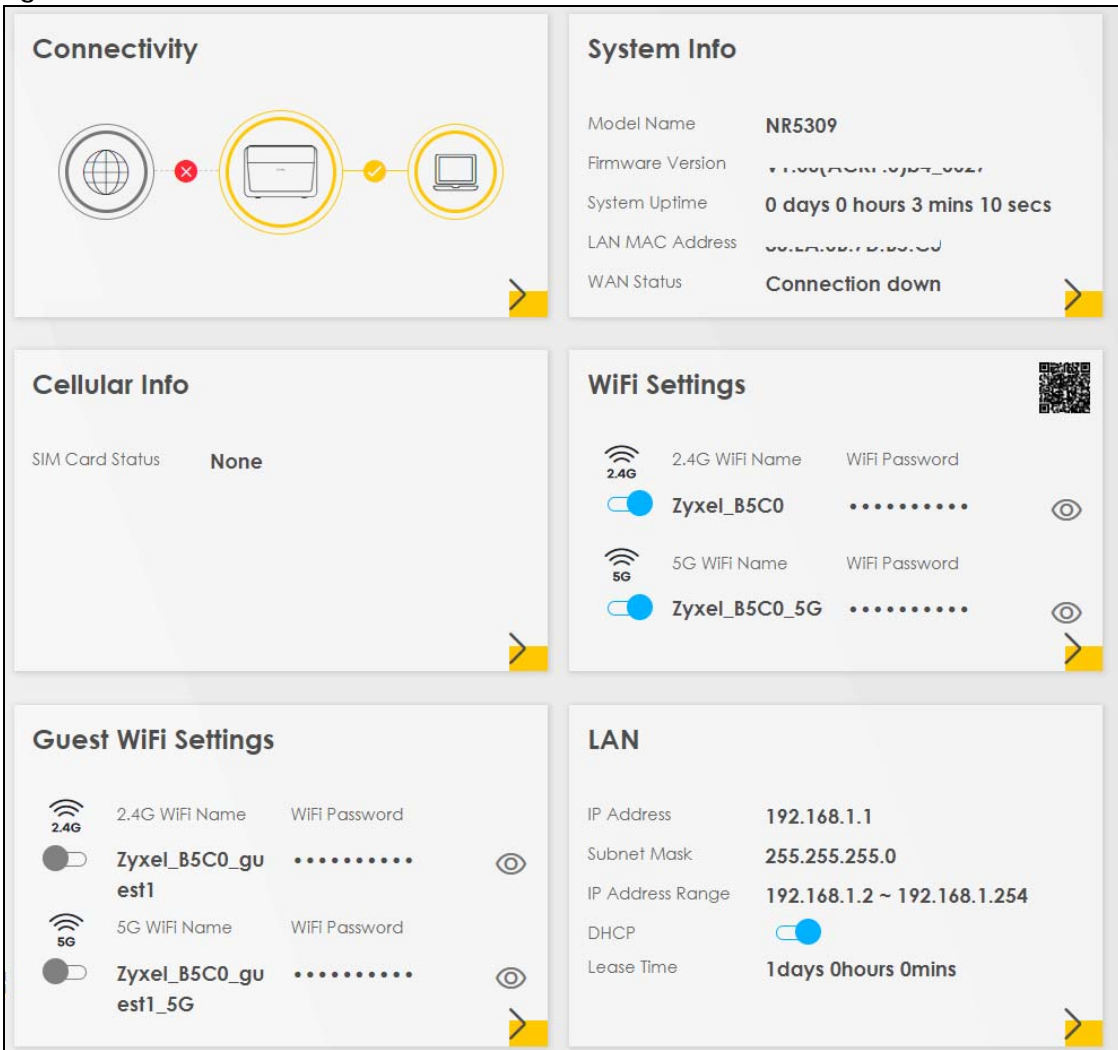 Connectivity
System Info
Model Name NR5309
Firmware Version
System Uptime 0 days 0 hours 3 mins 10 secs
LAN MAC Address
WAN Status Connection down
Cellular Info
SIM Card Status None
WiFi Settings
2.4G WiFi Name WiFi Password
2.4G
Zyxel_B5C0 ••••••••••
5G WiFi Name WiFi Password
5G
Zyxel_B5C0_5G ••••••••••
Guest WiFi Settings
2.4G WiFi Name WiFi Password
2.4G
Zyxel_B5C0_gu ••••••••••
est1
5G WiFi Name WiFi Password
5G
Zyxel_B5C0_gu ••••••••••
est1_5G
LAN
IP Address 192.168.1.1
Subnet Mask 255.255.255.0
IP Address Range 192.168.1.2 ~ 192.168.1.254
DHCP
Lease Time 1days 0hours 0mins